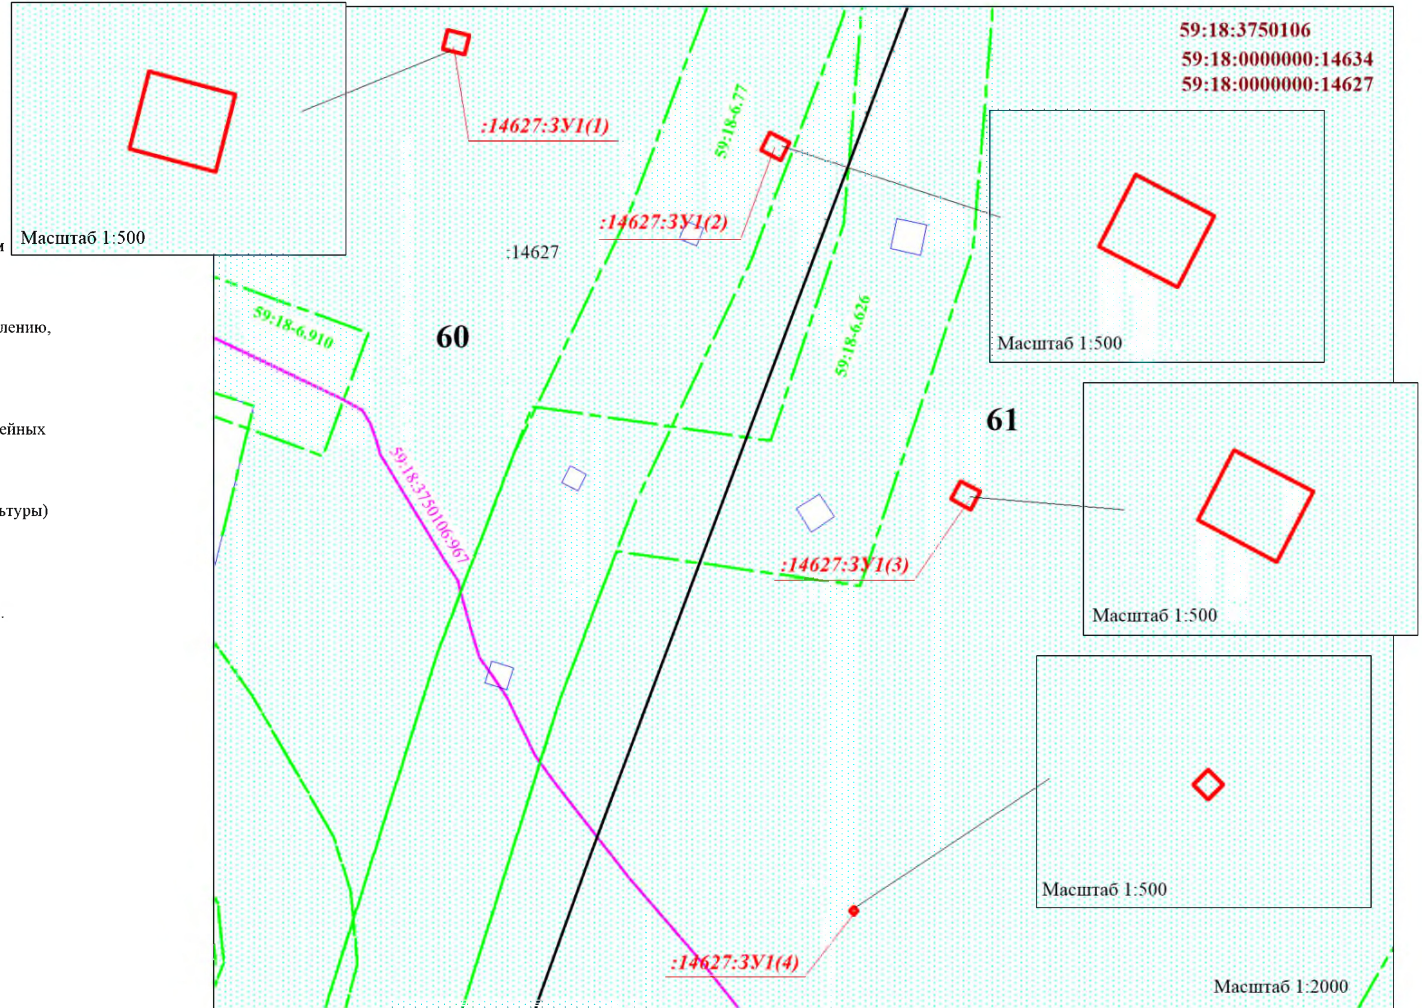 59:18:3750106
59:18:0000000:14634
59:18:0000000:14627
:14627:ЗУ1(1)
59:18-6.77
:14627:ЗУ1(2)
Масштаб 1:500
:14627
59:18-6.910
60
лению,
59:18-6.626
Масштаб 1:500
61
ейных
59:18:3750106:967
ьтуры)
:14627:ЗУ1(3)
Масштаб 1:500
.
Масштаб 1:500
:14627:ЗУ1(4)
Масштаб 1:2000